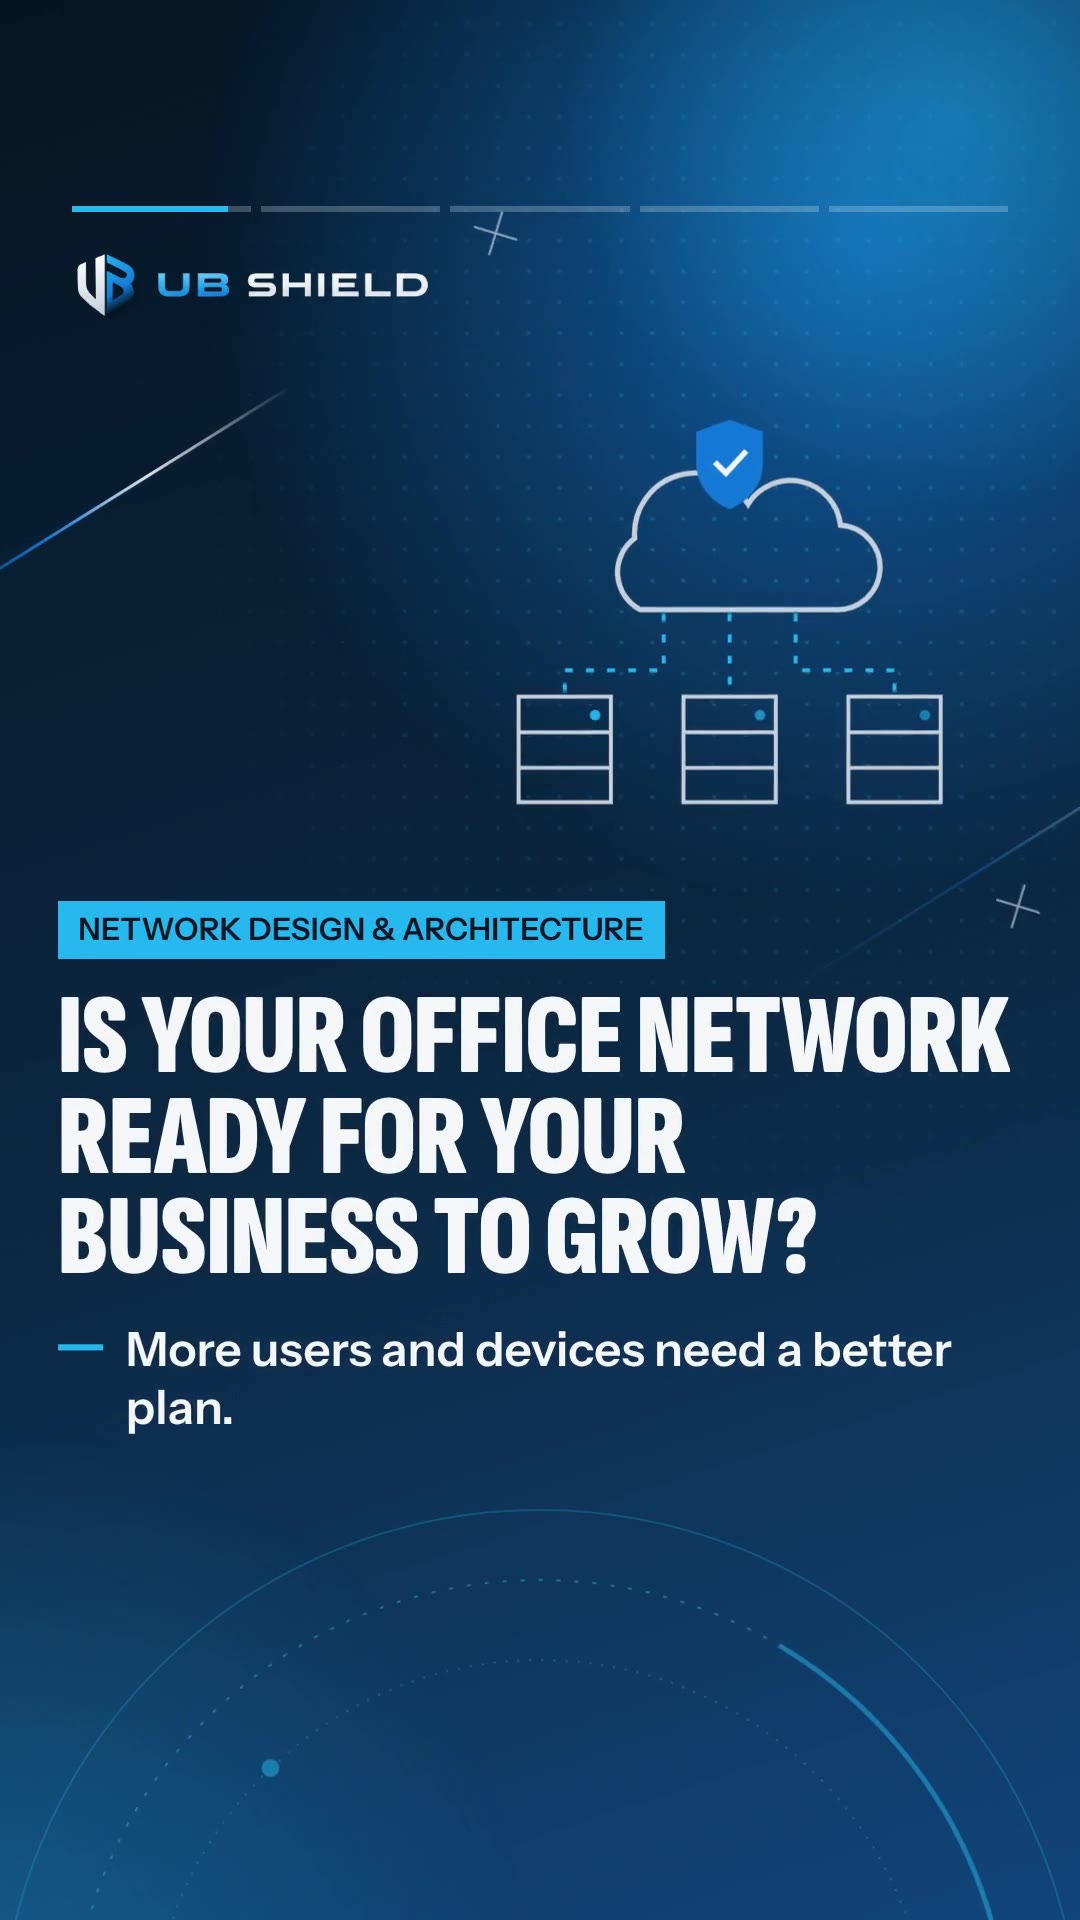 UB SHIELD
NETWORK DESIGN & ARCHITECTURE
IS YOUR OFFICE NETWORK
READY FOR YOUR
BUSINESS TO GROW?
More users and devices need a better
plan.